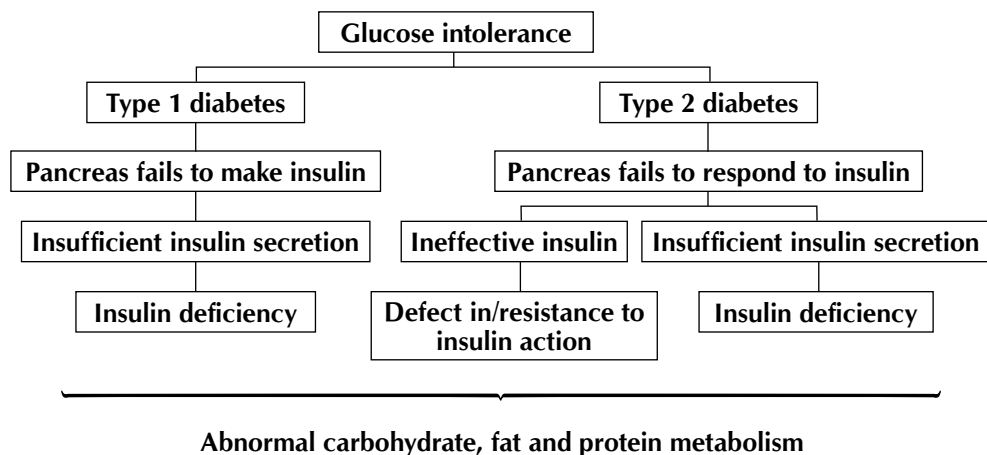 Glucose intolerance
Type 1 diabetes
Type 2 diabetes
Pancreas fails to make insulin
Pancreas fails to respond to insulin
Insufficient insulin secretion
Ineffective insulin
Insufficient insulin secretion
Insulin deficiency
Defect in/resistance to
insulin action
Insulin deficiency
Abnormal carbohydrate, fat and protein metabolism